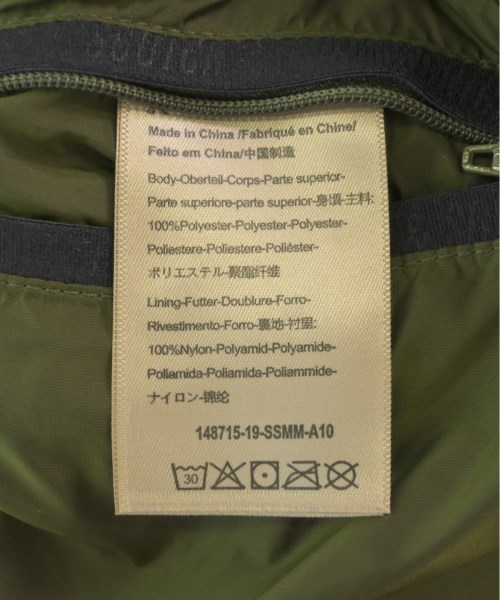 Made in China /Fabriqué en Chine/
Feito em China/中国制造
Body-Oberteil-Corps-Parte superior-
Parte superiore-parte superior-身頃-主料:
100%Polyester-Polyester-Polyester-
Poliestere-Poliestere-Poliéster-
ポリエステル-聚酯纤维
Lining-Futter-Doublure-Forro-
Rivestimento-Forro-裏地-衬里:
100%Nylon-Polyamid-Polyamide-
Poliamida-Poliamida-Poliammide-
ナイロン-锦纶
148715-19-SSMM-A10
30